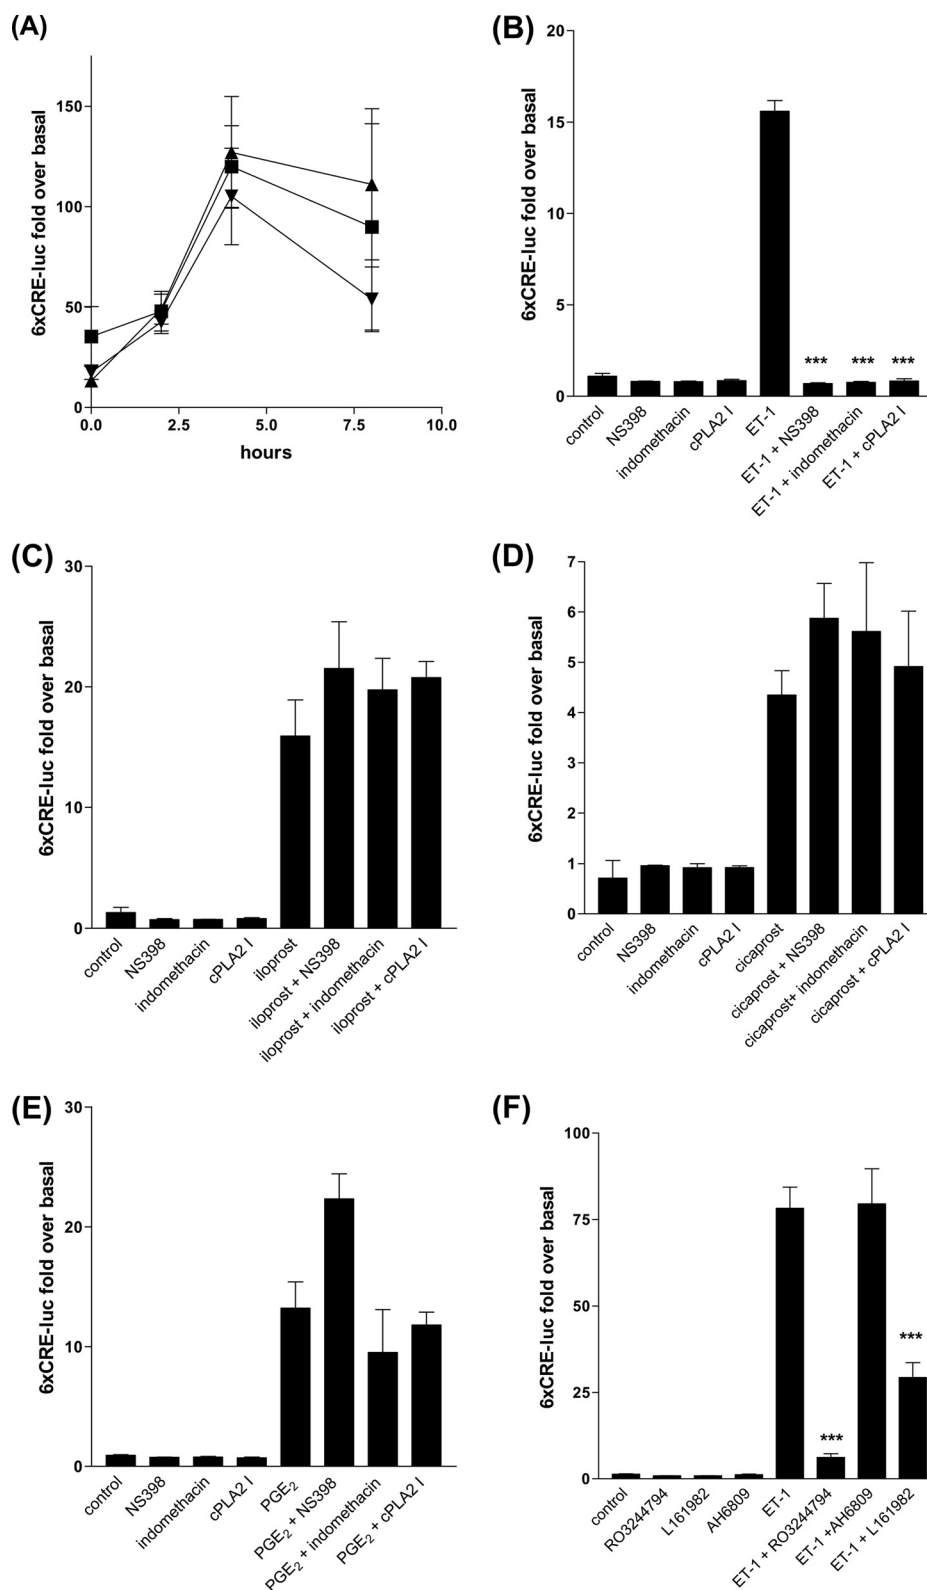 (A)
6xCRE-luc fold over basal
150
100
50
0
0.0 2.5 5.0 7.5 10.0
hours
(B)
6xCRE-luc fold over basal
20
15
10
5
0
*** *** ***
control
NS398
indomethacin
cPLA2 I
ET-1
ET-1 + NS398
ET-1 + indomethacin
ET-1 + cPLA2 I
(C)
6xCRE-luc fold over basal
30
20
10
0
control
NS398
indomethacin
cPLA2 I
iloprost
iloprost + NS398
iloprost + indomethacin
iloprost + cPLA2 I
(D)
6xCRE-luc fold over basal
7
6
5
4
3
2
1
0
control
NS398
indomethacin
cPLA2 I
cicaprost
cicaprost + NS398
cicaprost+ indomethacin
cicaprost + cPLA2 I
(E)
6xCRE-luc fold over basal
30
20
10
0
control
NS398
indomethacin
cPLA2 I
PGE₂
PGE₂ + NS398
PGE₂ + indomethacin
PGE₂ + cPLA2 I
(F)
6xCRE-luc fold over basal
100
75
50
25
0
***
***
control
RO3244794
L161982
AH6809
ET-1
ET-1 + RO3244794
ET-1 +AH6809
ET-1 + L161982